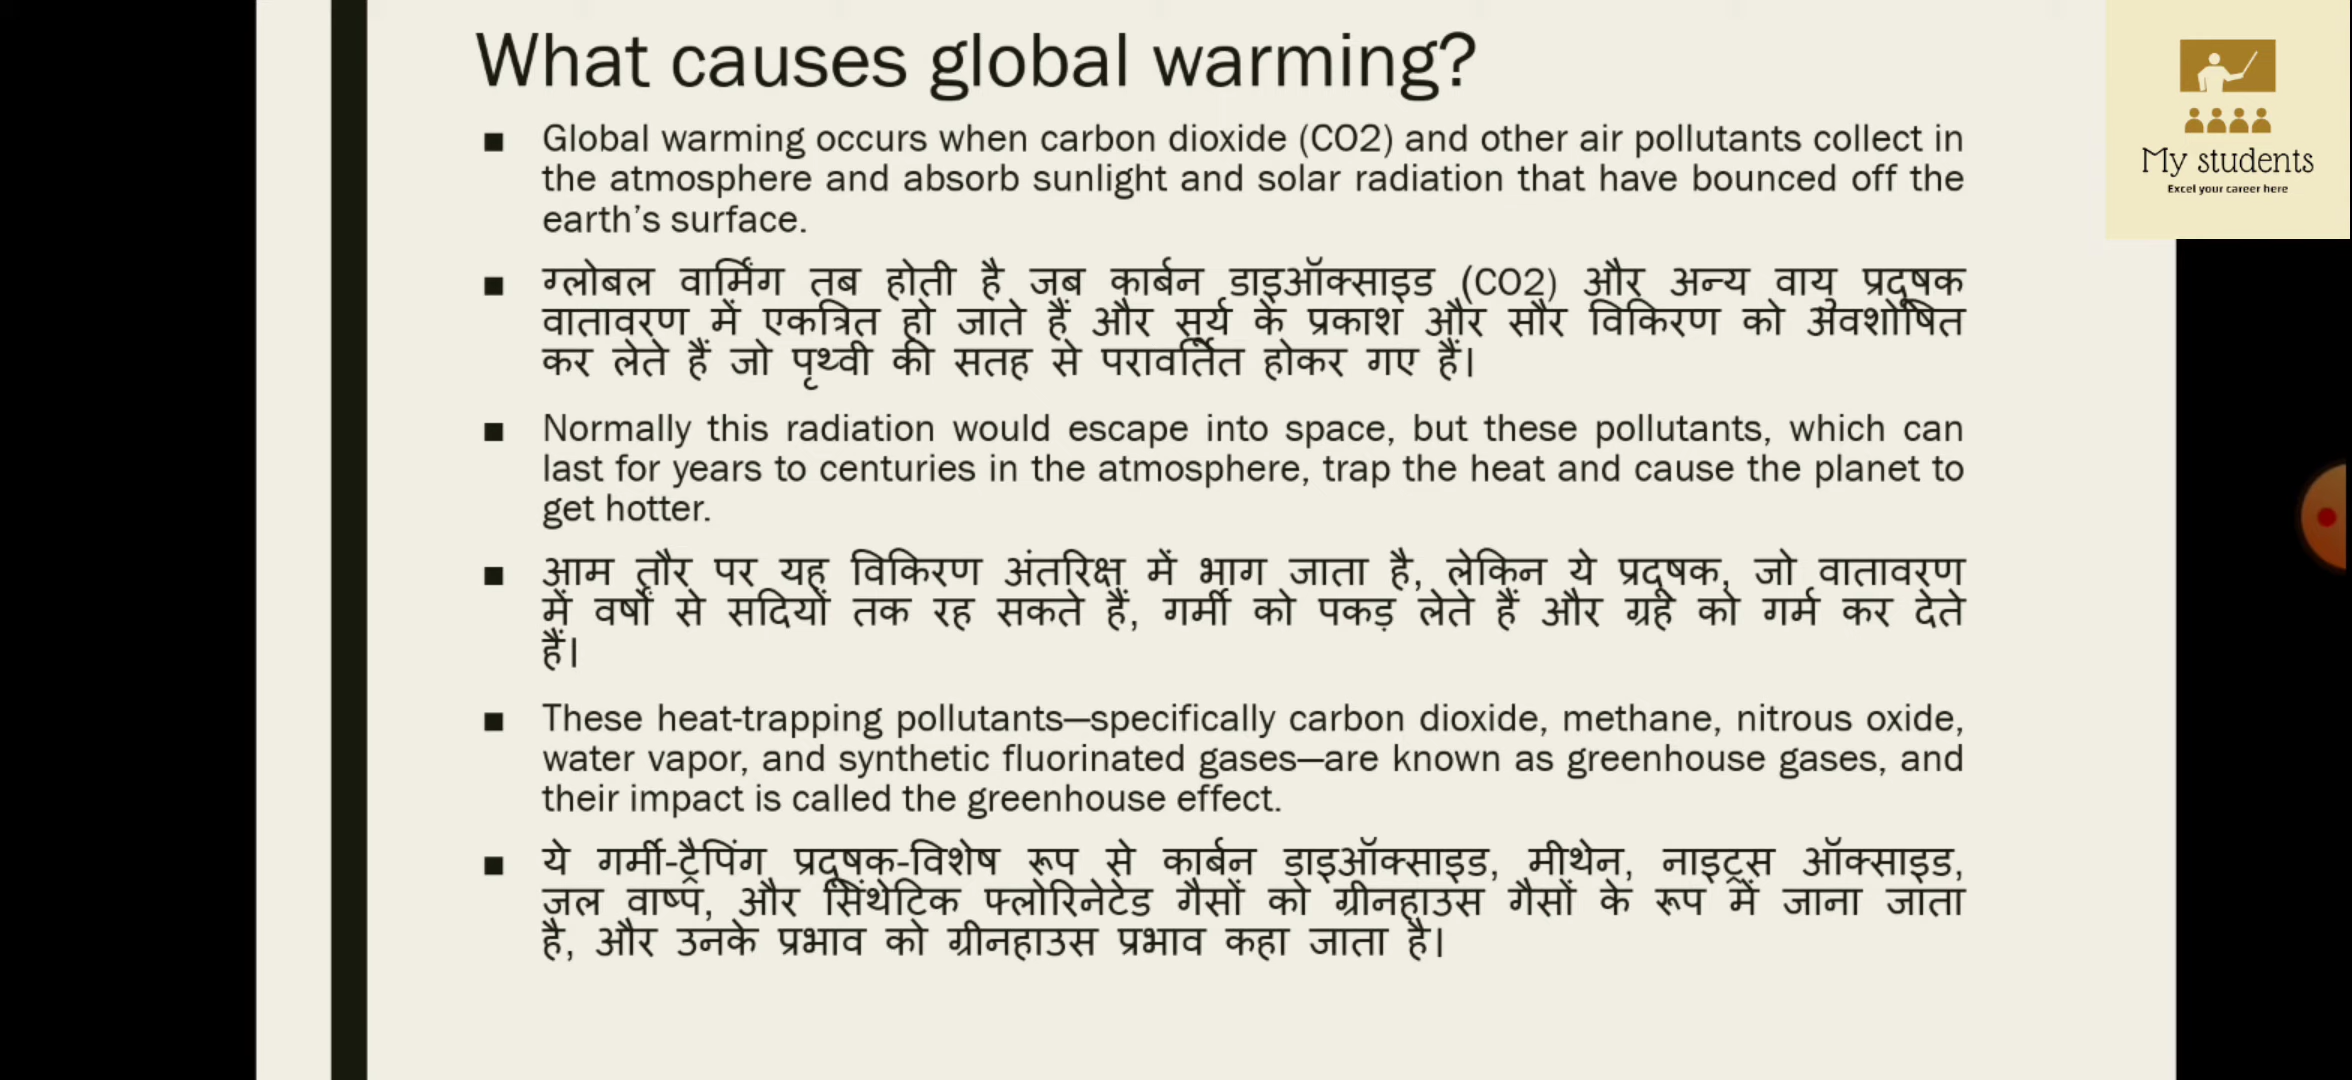 What causes global warming?
■ Global warming occurs when carbon dioxide (CO2) and other air pollutants collect in
the atmosphere and absorb sunlight and solar radiation that have bounced off the
earth’s surface.
■ ग्लोबल वार्मिंग तब होती है जब कार्बन डाइऑक्साइड (CO2) और अन्य वायु प्रदूषक
वातावरण में एकत्रित हो जाते हैं और सूर्य के प्रकाश और सौर विकिरण को अवशोषित
कर लेते हैं जो पृथ्वी की सतह से परावर्तित होकर गए हैं।
■ Normally this radiation would escape into space, but these pollutants, which can
last for years to centuries in the atmosphere, trap the heat and cause the planet to
get hotter.
■ आम तौर पर यह विकिरण अंतरिक्ष में भाग जाता है, लेकिन ये प्रदूषक, जो वातावरण
में वर्षों से सदियों तक रह सकते हैं, गर्मी को पकड़ लेते हैं और ग्रह को गर्म कर देते
हैं।
■ These heat-trapping pollutants—specifically carbon dioxide, methane, nitrous oxide,
water vapor, and synthetic fluorinated gases—are known as greenhouse gases, and
their impact is called the greenhouse effect.
■ ये गर्मी-ट्रैपिंग प्रदूषक-विशेष रूप से कार्बन डाइऑक्साइड, मीथेन, नाइट्रस ऑक्साइड,
जल वाष्प, और सिंथेटिक फ्लोरिनेटेड गैसों को ग्रीनहाउस गैसों के रूप में जाना जाता
है, और उनके प्रभाव को ग्रीनहाउस प्रभाव कहा जाता है।
My students
Excel your career here